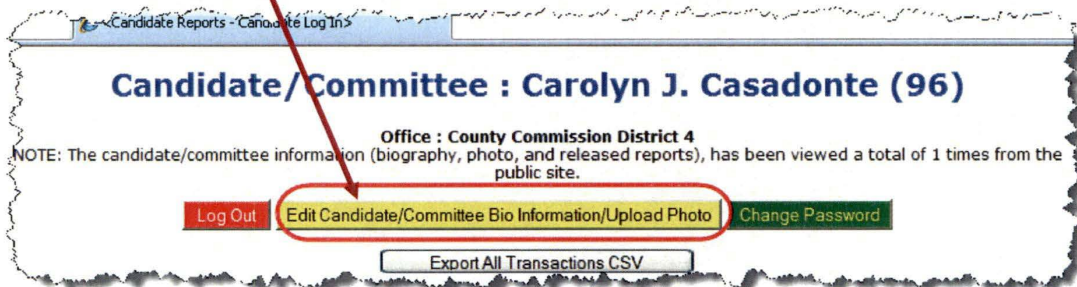 Candidate Reports - Candidate Log In>
Candidate/Committee : Carolyn J. Casadonte (96)
Office : County Commission District 4
NOTE: The candidate/committee information (biography, photo, and released reports), has been viewed a total of 1 times from the
public site.
Log Out Edit Candidate/Committee Bio Information/Upload Photo Change Password
Export All Transactions CSV